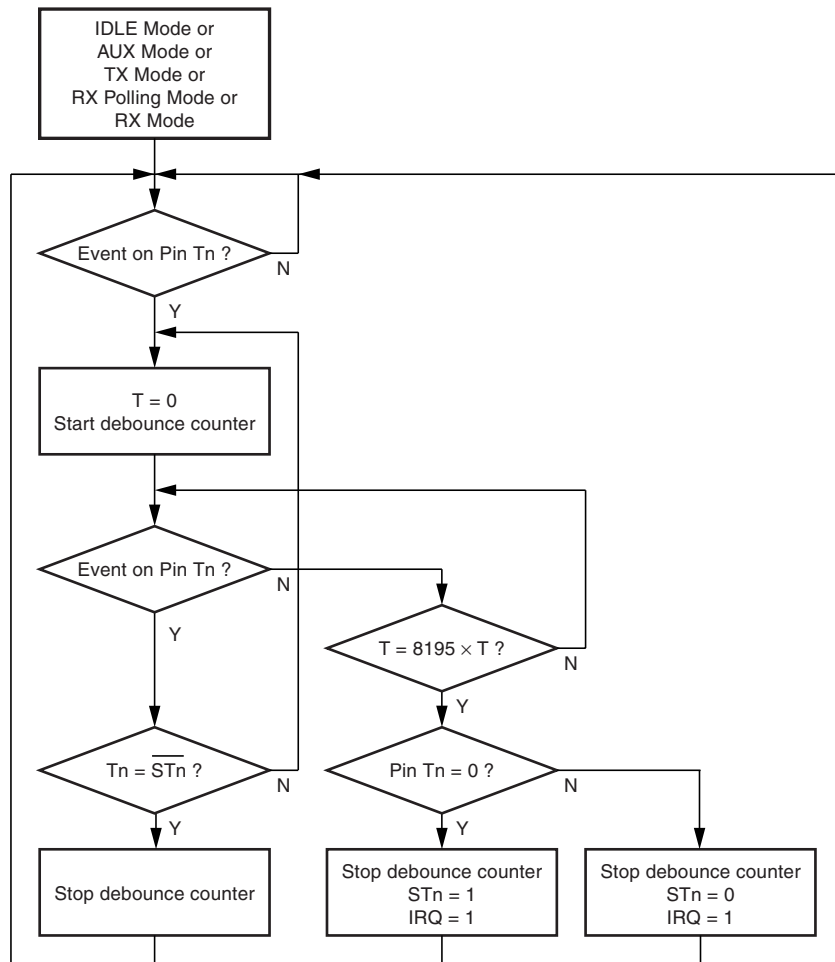 IDLE Mode or
AUX Mode or
TX Mode or
RX Polling Mode or
RX Mode
Event on Pin Tn ?
N
Y
T = 0
Start debounce counter
Event on Pin Tn ?
N
Y
T = 8195 × T ?
N
Y
Tn = S̅T̅n̅ ?
N
Y
Pin Tn = 0 ?
N
Y
Stop debounce counter
Stop debounce counter
STn = 1
IRQ = 1
Stop debounce counter
STn = 0
IRQ = 1